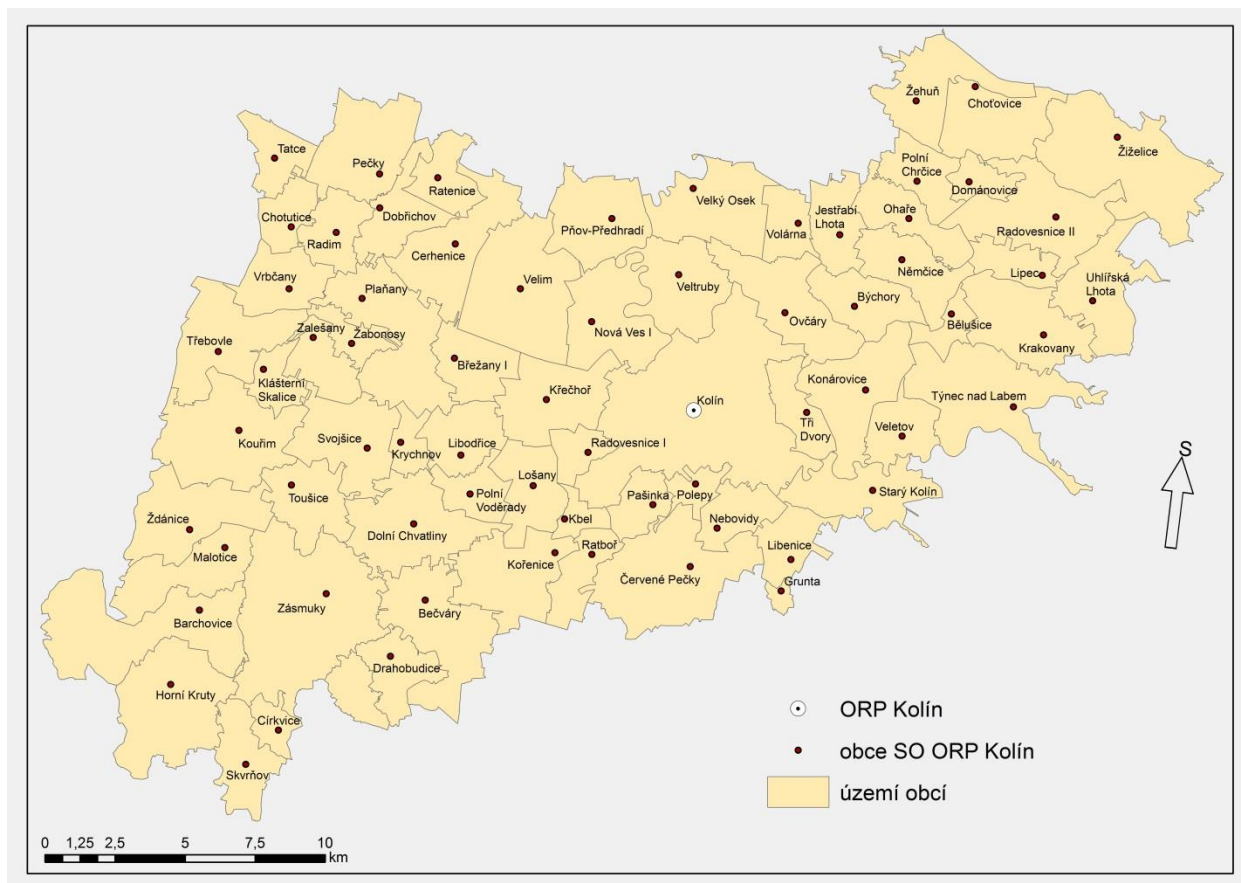 Žehuň
Choťovice
Žiželice
Tatce
Pečky
Ratenice
Polní
Chrčice
Dománovice
Velký Osek
Chotutice
Dobřichov
Radim
Pňov-Předhradí
Volárna
Jestřabí
Lhota
Ohaře
Radovesnice II
Cerhenice
Vrbčany
Plaňany
Velim
Veltruby
Němčice
Lipec
Uhlířská
Lhota
Býchory
Ovčáry
Bělušice
Krakovany
Nová Ves I
Třebovle
Zalešany
Žabonosy
Břežany I
Klášterní
Skalice
Křečhoř
Kolín
Konárovice
Týnec nad Labem
Tři
Dvory
Veletov
Kouřim
Svojšice
Krychnov
Libodřice
Radovesnice I
S
Toušice
Lošany
Polní
Voděrady
Pašinka
Polepy
Starý Kolín
Ždánice
Malotice
Dolní Chvatliny
Kbel
Nebovidy
Kořenice
Ratboř
Libenice
Červené Pečky
Grunta
Barchovice
Zásmuky
Bečváry
Drahobudice
Horní Kruty
Církvice
Skvrňov
ORP Kolín
obce SO ORP Kolín
území obcí
0 1,25 2,5 5 7,5 10
km